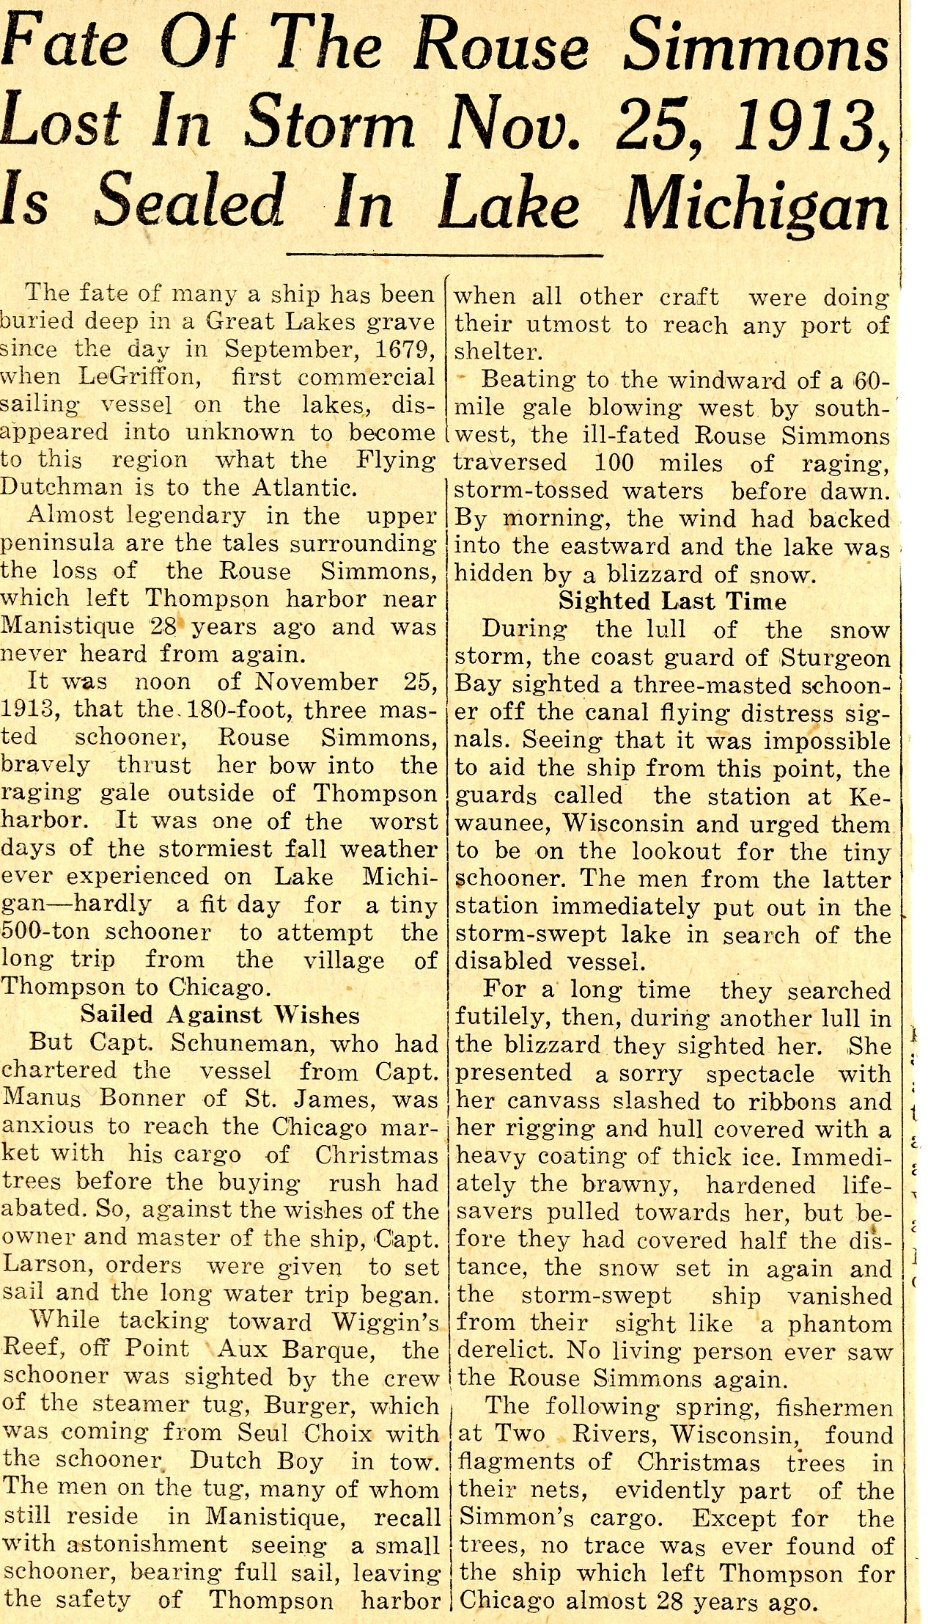 Fate Of The Rouse Simmons
Lost In Storm Nov. 25, 1913,
Is Sealed In Lake Michigan
The fate of many a ship has been
buried deep in a Great Lakes grave
since the day in September, 1679,
when LeGriffon, first commercial
sailing vessel on the lakes, dis-
appeared into unknown to become
to this region what the Flying
Dutchman is to the Atlantic.
Almost legendary in the upper
peninsula are the tales surrounding
the loss of the Rouse Simmons,
which left Thompson harbor near
Manistique 28 years ago and was
never heard from again.
It was noon of November 25,
1913, that the 180-foot, three mas-
ted schooner, Rouse Simmons,
bravely thrust her bow into the
raging gale outside of Thompson
harbor. It was one of the worst
days of the stormiest fall weather
ever experienced on Lake Michi-
gan—hardly a fit day for a tiny
500-ton schooner to attempt the
long trip from the village of
Thompson to Chicago.
Sailed Against Wishes
But Capt. Schuneman, who had
chartered the vessel from Capt.
Manus Bonner of St. James, was
anxious to reach the Chicago mar-
ket with his cargo of Christmas
trees before the buying rush had
abated. So, against the wishes of the
owner and master of the ship, Capt.
Larson, orders were given to set
sail and the long water trip began.
While tacking toward Wiggin's
Reef, off Point Aux Barque, the
schooner was sighted by the crew
of the steamer tug, Burger, which
was coming from Seul Choix with
the schooner Dutch Boy in tow.
The men on the tug, many of whom
still reside in Manistique, recall
with astonishment seeing a small
schooner, bearing full sail, leaving
the safety of Thompson harbor
when all other craft were doing
their utmost to reach any port of
shelter.
Beating to the windward of a 60-
mile gale blowing west by south-
west, the ill-fated Rouse Simmons
traversed 100 miles of raging,
storm-tossed waters before dawn.
By morning, the wind had backed
into the eastward and the lake was
hidden by a blizzard of snow.
Sighted Last Time
During the lull of the snow
storm, the coast guard of Sturgeon
Bay sighted a three-masted schoon-
er off the canal flying distress sig-
nals. Seeing that it was impossible
to aid the ship from this point, the
guards called the station at Ke-
waunee, Wisconsin and urged them
to be on the lookout for the tiny
schooner. The men from the latter
station immediately put out in the
storm-swept lake in search of the
disabled vessel.
For a long time they searched
futilely, then, during another lull in
the blizzard they sighted her. She
presented a sorry spectacle with
her canvass slashed to ribbons and
her rigging and hull covered with a
heavy coating of thick ice. Immedi-
ately the brawny, hardened life-
savers pulled towards her, but be-
fore they had covered half the dis-
tance, the snow set in again and
the storm-swept ship vanished
from their sight like a phantom
derelict. No living person ever saw
the Rouse Simmons again.
The following spring, fishermen
at Two Rivers, Wisconsin, found
flagments of Christmas trees in
their nets, evidently part of the
Simmon's cargo. Except for the
trees, no trace was ever found of
the ship which left Thompson for
Chicago almost 28 years ago.